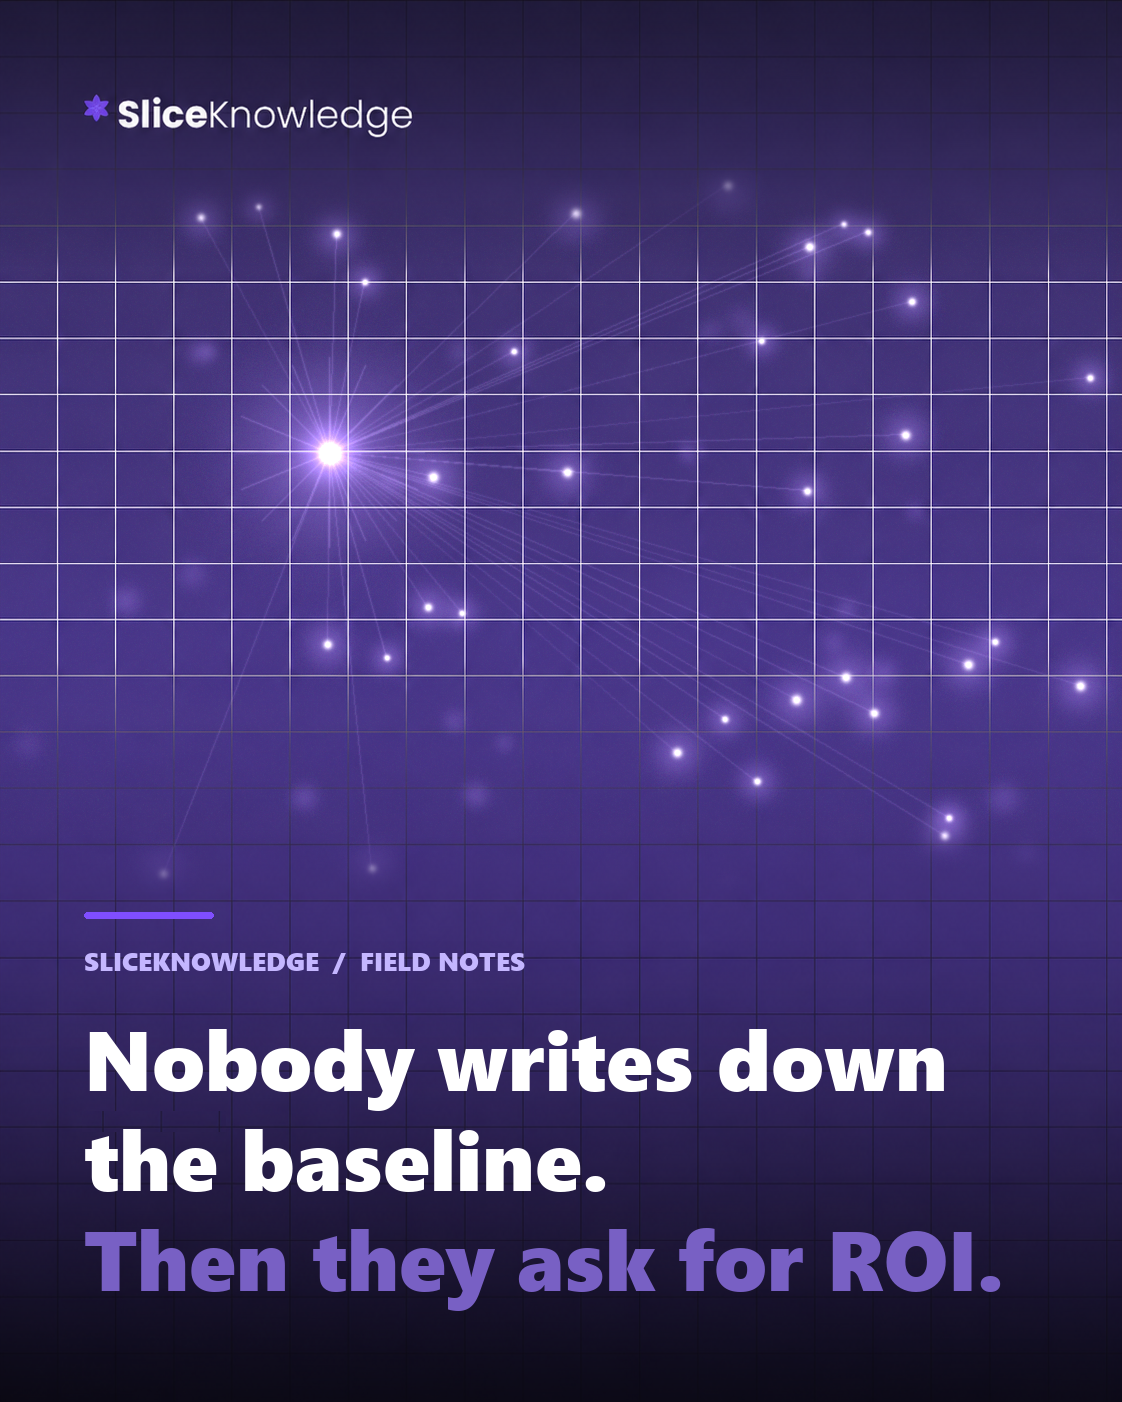 SliceKnowledge
SLICEKNOWLEDGE / FIELD NOTES
Nobody writes down
the baseline.
Then they ask for ROI.